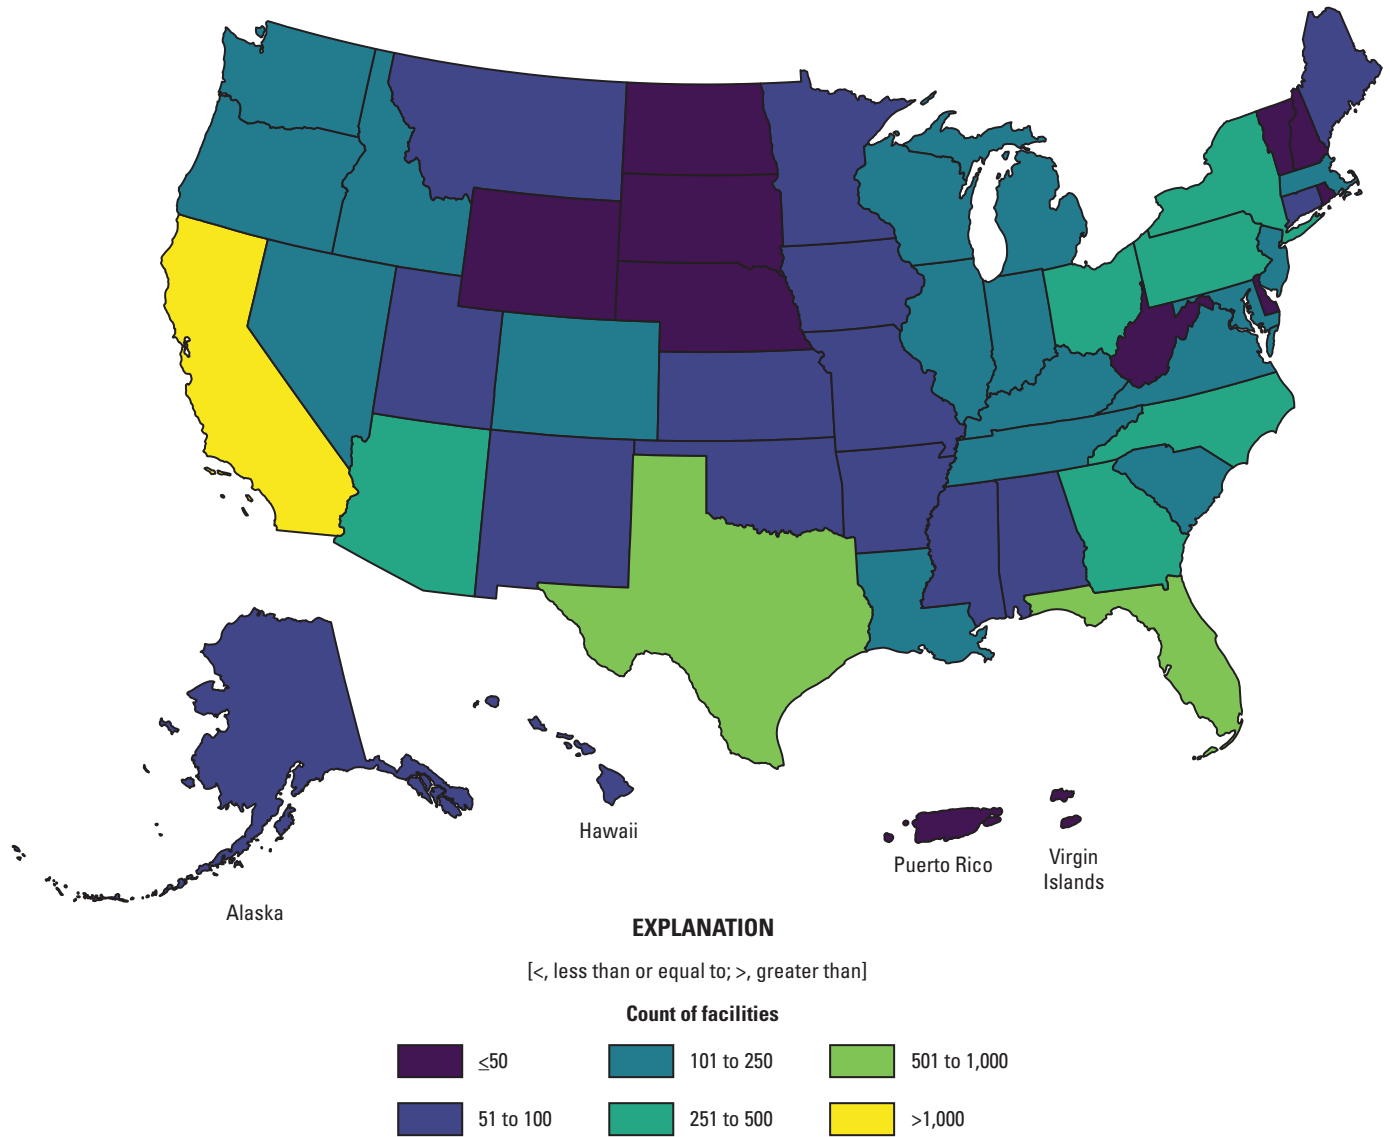 Hawaii
Puerto Rico
Virgin
Islands
Alaska
EXPLANATION
[<, less than or equal to; >, greater than]
Count of facilities
≤50
101 to 250
501 to 1,000
51 to 100
251 to 500
>1,000